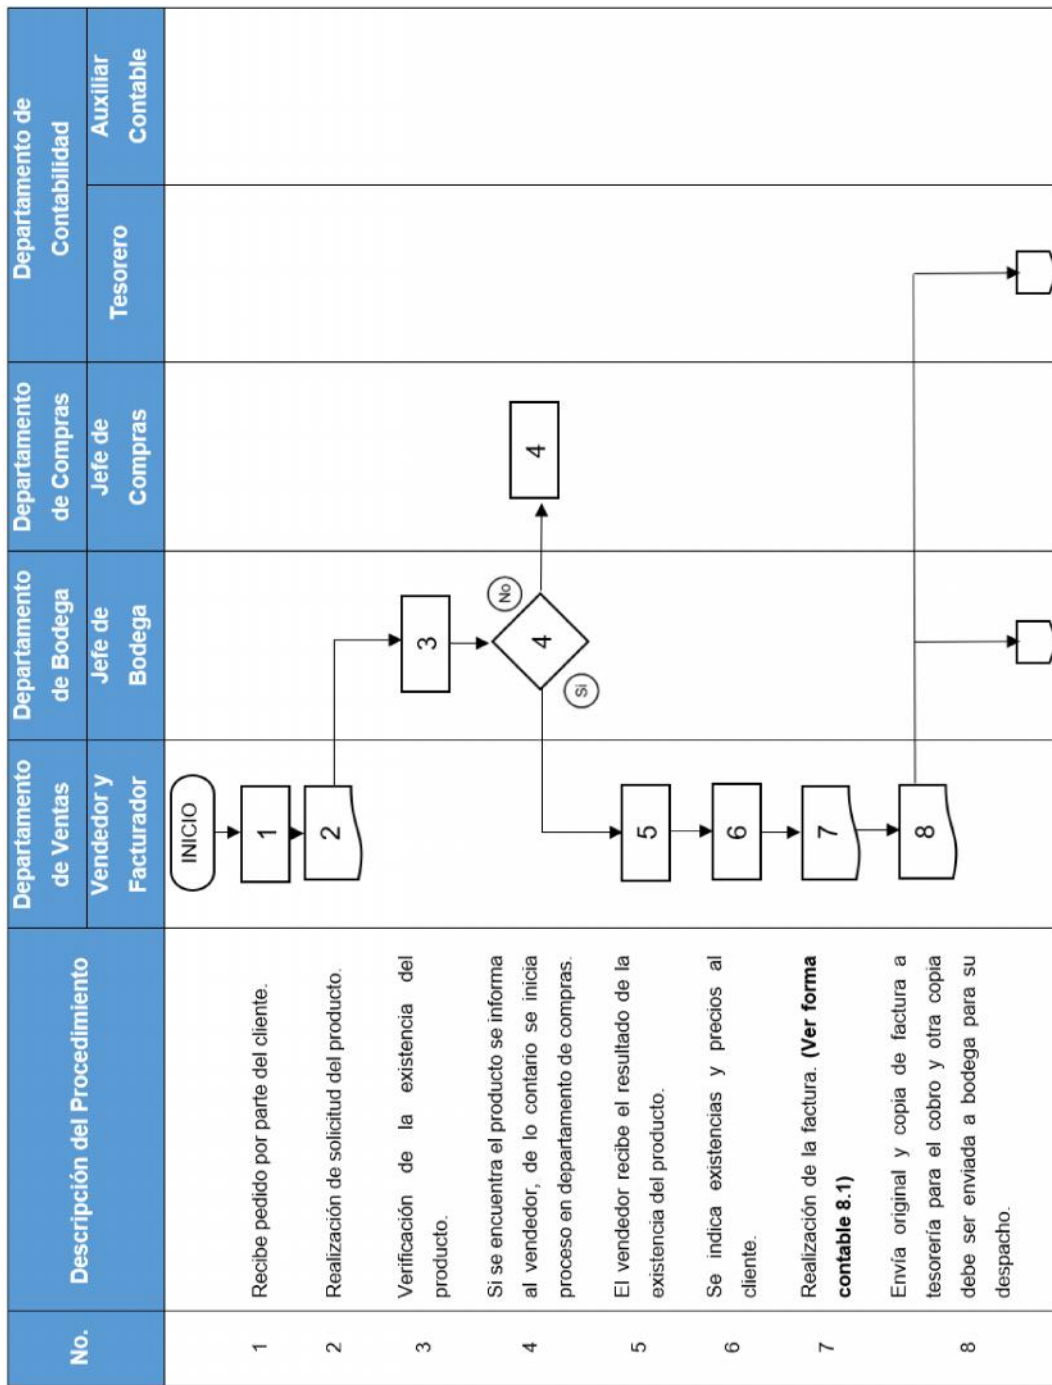 No.
Descripción del Procedimiento
Departamento
de Ventas
Departamento
de Bodega
Departamento
de Compras
Departamento de
Contabilidad
Vendedor y
Facturador
Jefe de
Bodega
Jefe de
Compras
Tesorero
Auxiliar
Contable
INICIO
1
Recibe pedido por parte del cliente.
1
2
Realización de solicitud del producto.
2
3
Verificación de la existencia del
producto.
3
4
Si se encuentra el producto se informa
al vendedor, de lo contario se inicia
proceso en departamento de compras.
Si
4
No
4
5
El vendedor recibe el resultado de la
existencia del producto.
5
6
Se indica existencias y precios al
cliente.
6
7
Realización de la factura. (Ver forma
contable 8.1)
7
8
Envía original y copia de factura a
tesorería para el cobro y otra copia
debe ser enviada a bodega para su
despacho.
8